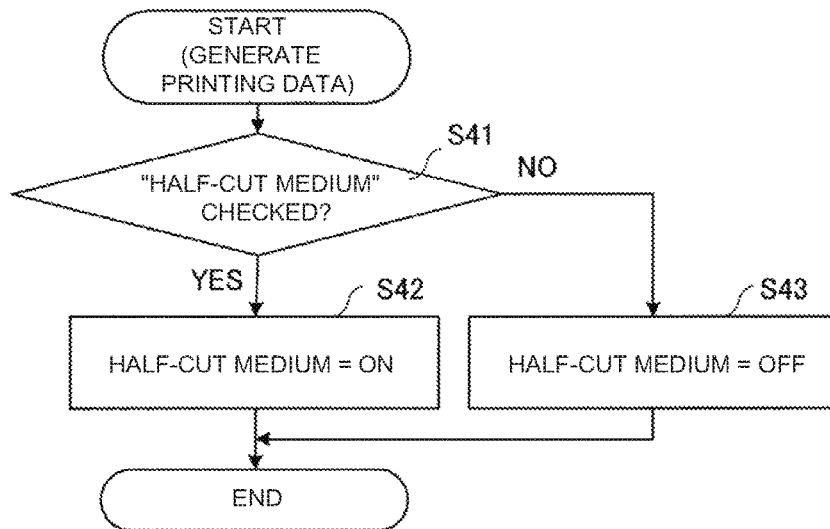 START
(GENERATE
PRINTING DATA)
S41
"HALF-CUT MEDIUM"
CHECKED?
NO
YES
S42
S43
HALF-CUT MEDIUM = ON
HALF-CUT MEDIUM = OFF
END